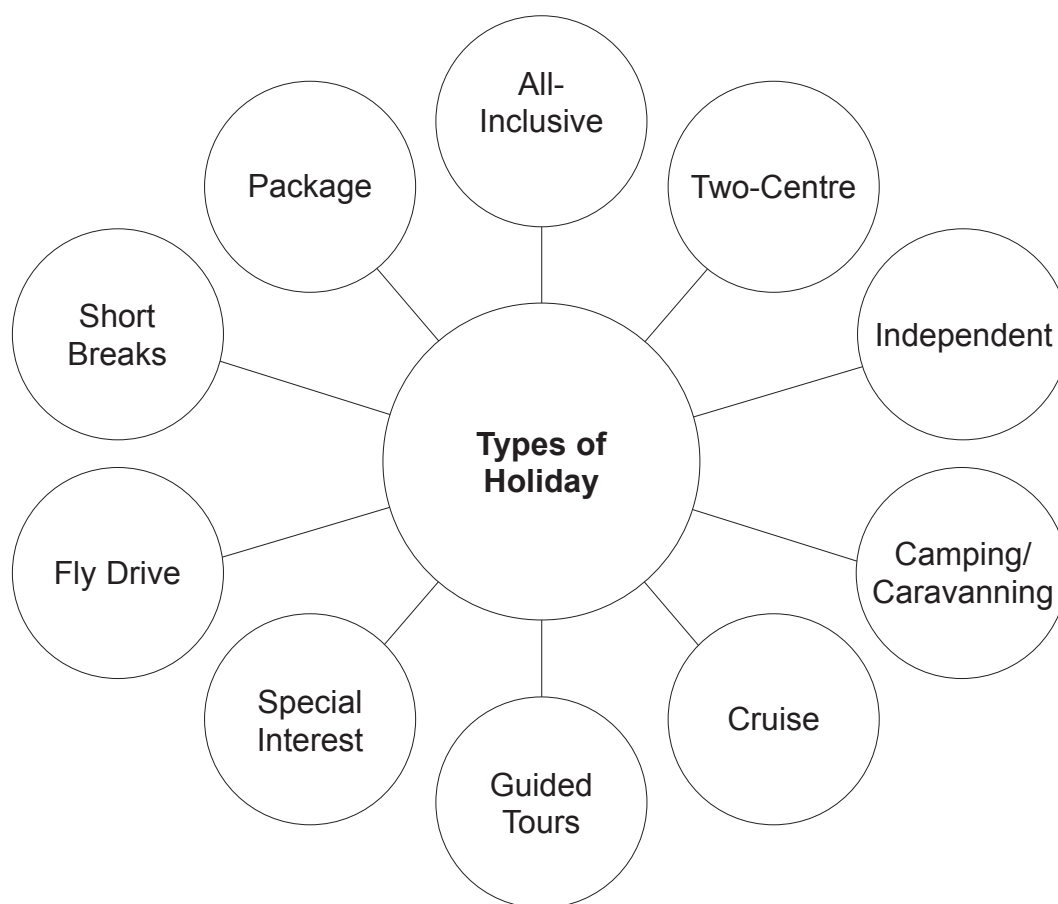 Types of
Holiday
All-
Inclusive
Two-Centre
Independent
Camping/
Caravanning
Cruise
Guided
Tours
Special
Interest
Fly Drive
Short
Breaks
Package